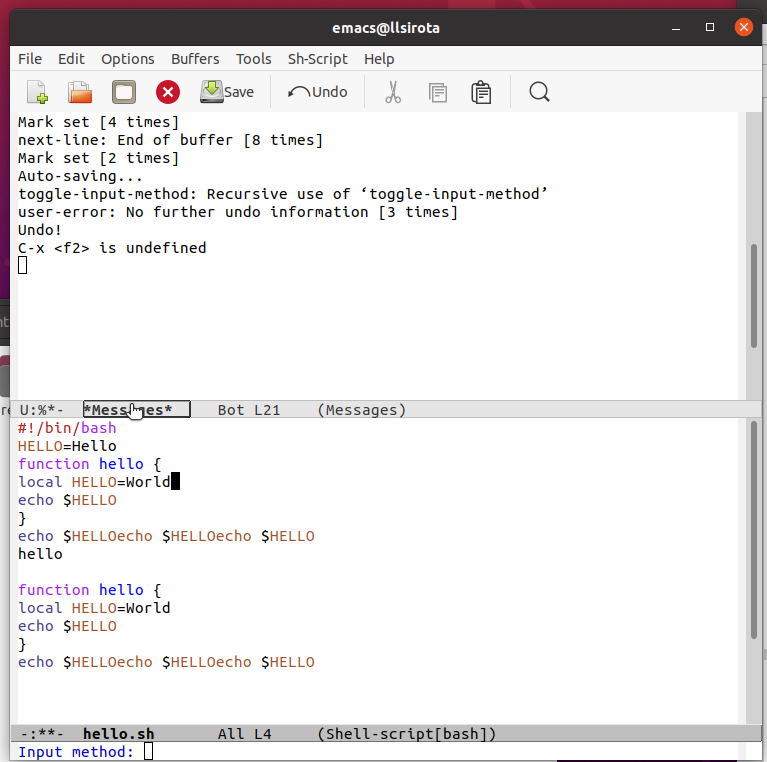 emacs@llsirota
File Edit Options Buffers Tools Sh-Script Help
Save Undo
Mark set [4 times]
next-line: End of buffer [8 times]
Mark set [2 times]
Auto-saving...
toggle-input-method: Recursive use of ‘toggle-input-method’
user-error: No further undo information [3 times]
Undo!
C-x <f2> is undefined
U:%*- *Messages* Bot L21 (Messages)
#!/bin/bash
HELLO=Hello
function hello {
local HELLO=World
echo $HELLO
}
echo $HELLOecho $HELLOecho $HELLO
hello
function hello {
local HELLO=World
echo $HELLO
}
echo $HELLOecho $HELLOecho $HELLO
-:**- hello.sh All L4 (Shell-script[bash])
Input method: